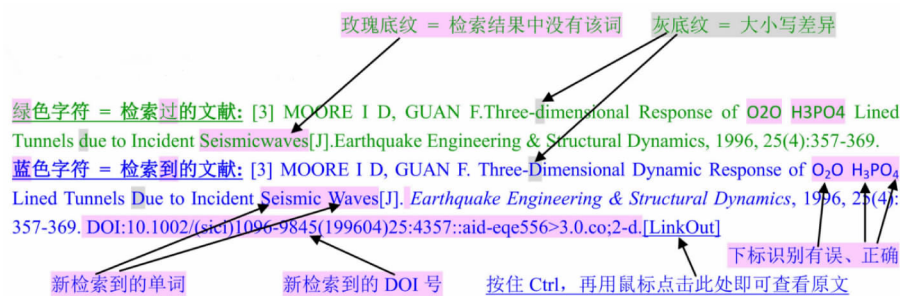 玫瑰底纹 = 检索结果中没有该词 灰底纹 = 大小写差异
绿色字符 = 检索过的文献: [3] MOORE I D, GUAN F.Three-dimensional Response of O2O H3PO4 Lined
Tunnels due to Incident Seismicwaves[J].Earthquake Engineering & Structural Dynamics, 1996, 25(4):357-369.
蓝色字符 = 检索到的文献: [3] MOORE I D, GUAN F. Three-Dimensional Dynamic Response of O₂O H₃PO₄
Lined Tunnels Due to Incident Seismic Waves[J]. Earthquake Engineering & Structural Dynamics, 1996, 25(4):
357-369. DOI:10.1002/(sici)1096-9845(199604)25:4357::aid-eqe556>3.0.co;2-d.[LinkOut]
下标识别有误、正确
新检索到的单词 新检索到的 DOI 号 按住 Ctrl，再用鼠标点击此处即可查看原文